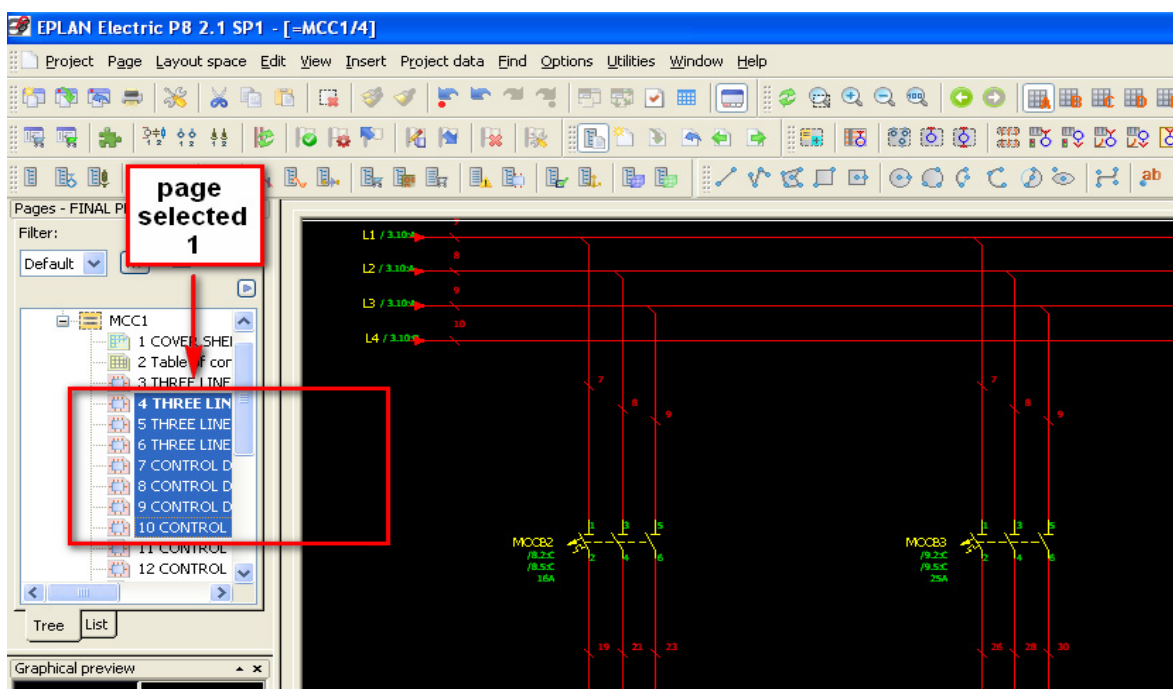 EPLAN Electric P8 2.1 SP1 - [=MCC1/4]
Project Page Layout space Edit View Insert Project data Find Options Utilities Window Help
ab
Pages - FINAL
page
selected
1
Filter:
Default
MCC1
1 COVER SHE
2 Table of con
3 THREE LINE
4 THREE LIN
5 THREE LINE
6 THREE LINE
7 CONTROL D
8 CONTROL D
9 CONTROL D
10 CONTROL
11 CONTROL
12 CONTROL
Tree List
Graphical preview
7
L1 / 3.10:A
8
L2 / 3.10:A
9
L3 / 3.10:A
10
L4 / 3.10:
7 8 9
7 8 9
1 3 5
MCCB2
/8.2:C
/8.5:C
16A
2 4 6
1 3 5
MCCB3
/9.2:C
/9.5:C
25A
2 4 6
19 21 23
26 28 30